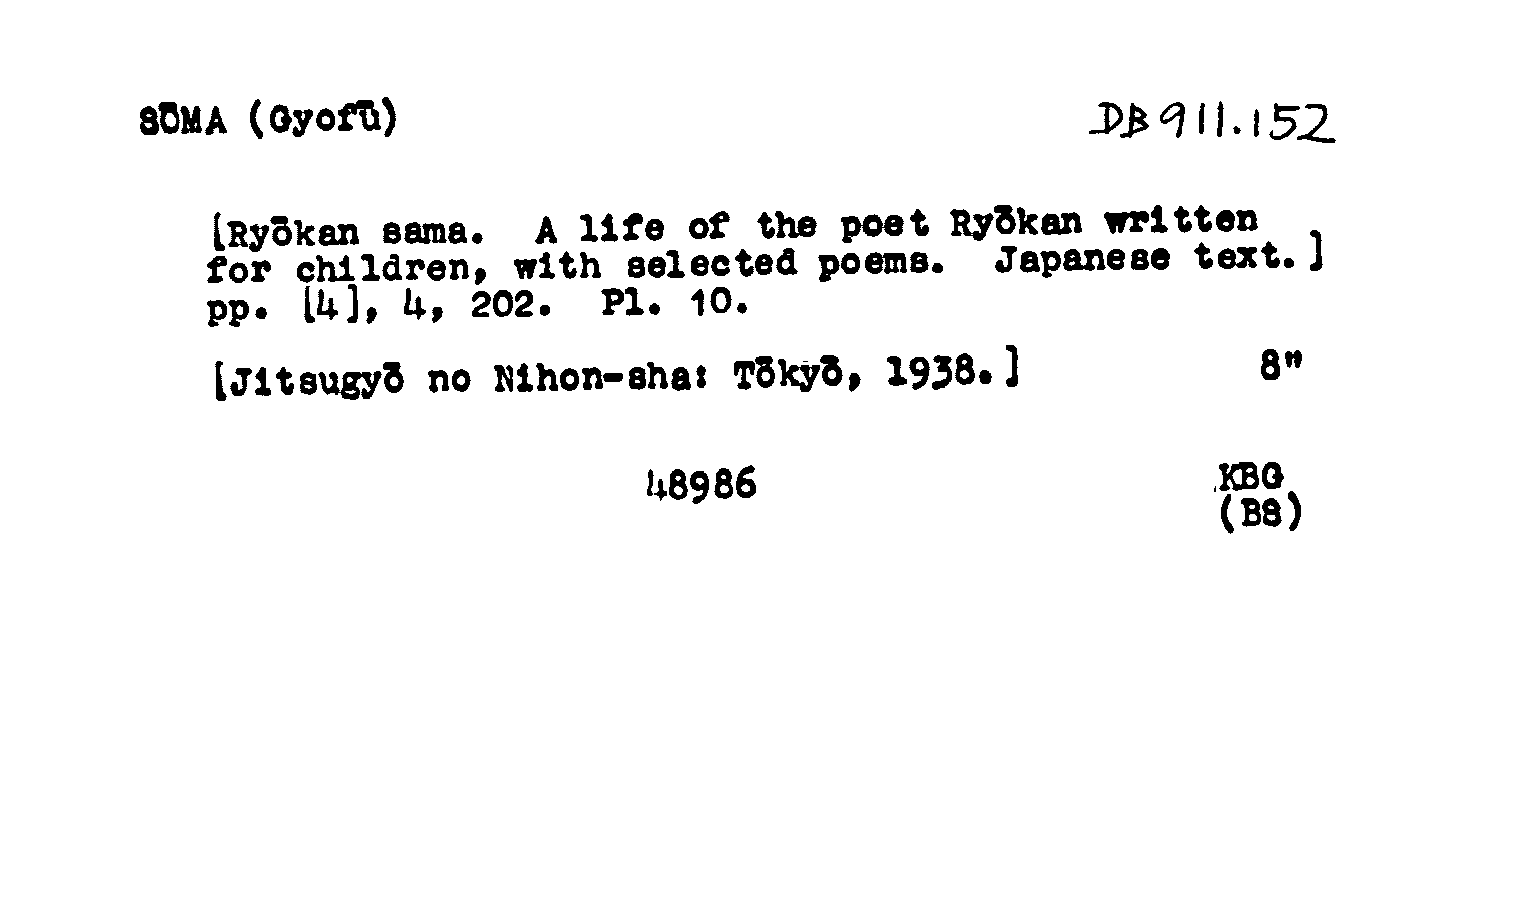 SŌMA (Gyofū) DB 911.152
[Ryōkan sama. A life of the poet Ryōkan written
for children, with selected poems. Japanese text.]
pp. [4], 4, 202. Pl. 10.
[Jitsugyō no Nihon-sha: Tōkyō, 1938.] 8"
48986 KBG
(BS)